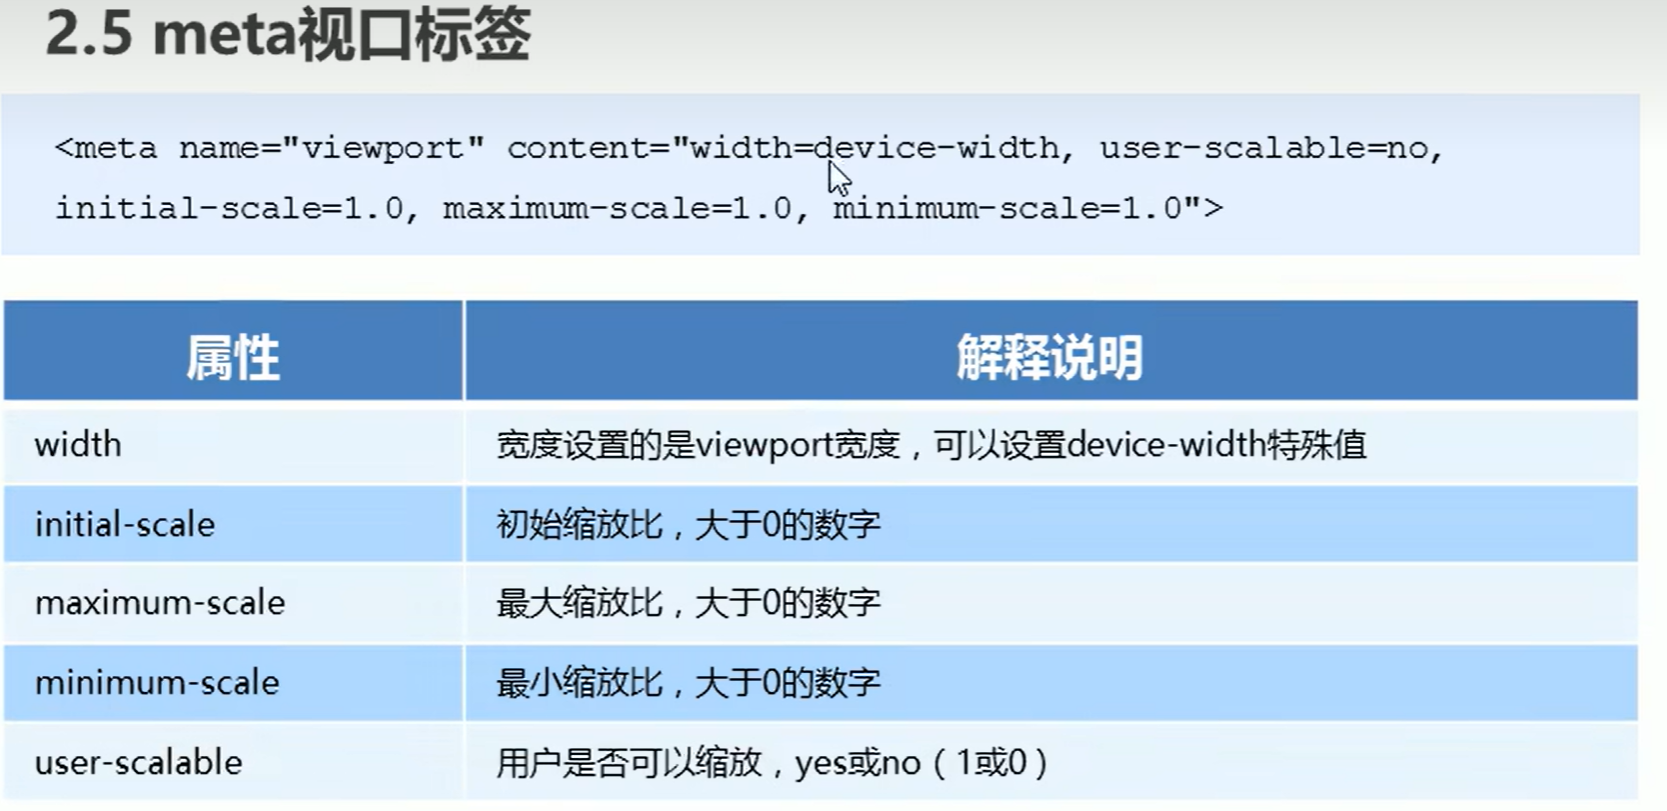 2.5 meta视口标签
<meta name="viewport" content="width=device-width, user-scalable=no,
initial-scale=1.0, maximum-scale=1.0, minimum-scale=1.0">
属性 解释说明
width 宽度设置的是viewport宽度，可以设置device-width特殊值
initial-scale 初始缩放比，大于0的数字
maximum-scale 最大缩放比，大于0的数字
minimum-scale 最小缩放比，大于0的数字
user-scalable 用户是否可以缩放，yes或no（1或0）